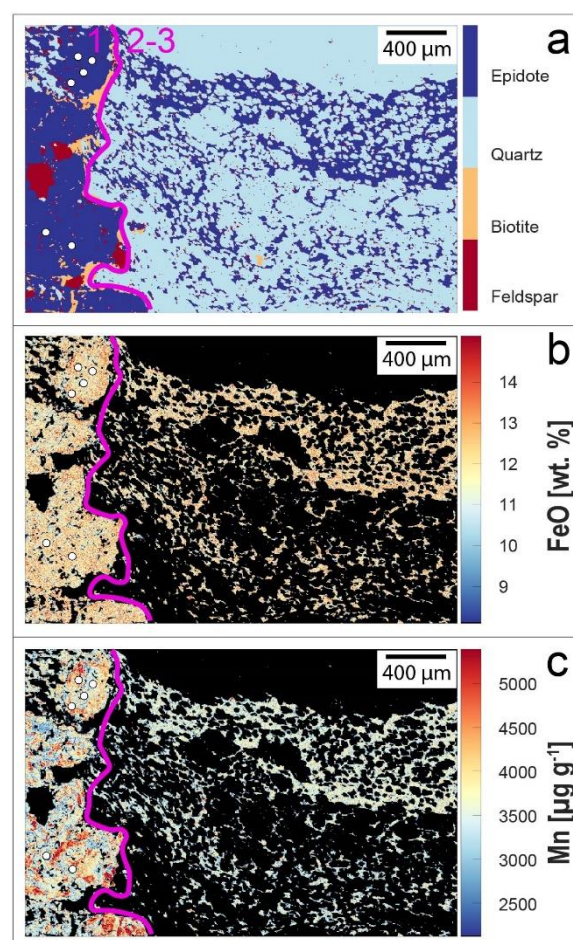 1 2-3
400 µm
a
Epidote
Quartz
Biotite
Feldspar
400 µm
b
14
13
12
11
10
9
FeO [wt. %]
400 µm
c
5000
4500
4000
3500
3000
2500
Mn [µg g-1]